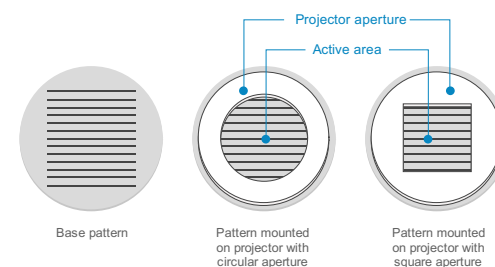 Projector aperture
Active area
Base pattern
Pattern mounted
on projector with
circular aperture
Pattern mounted
on projector with
square aperture